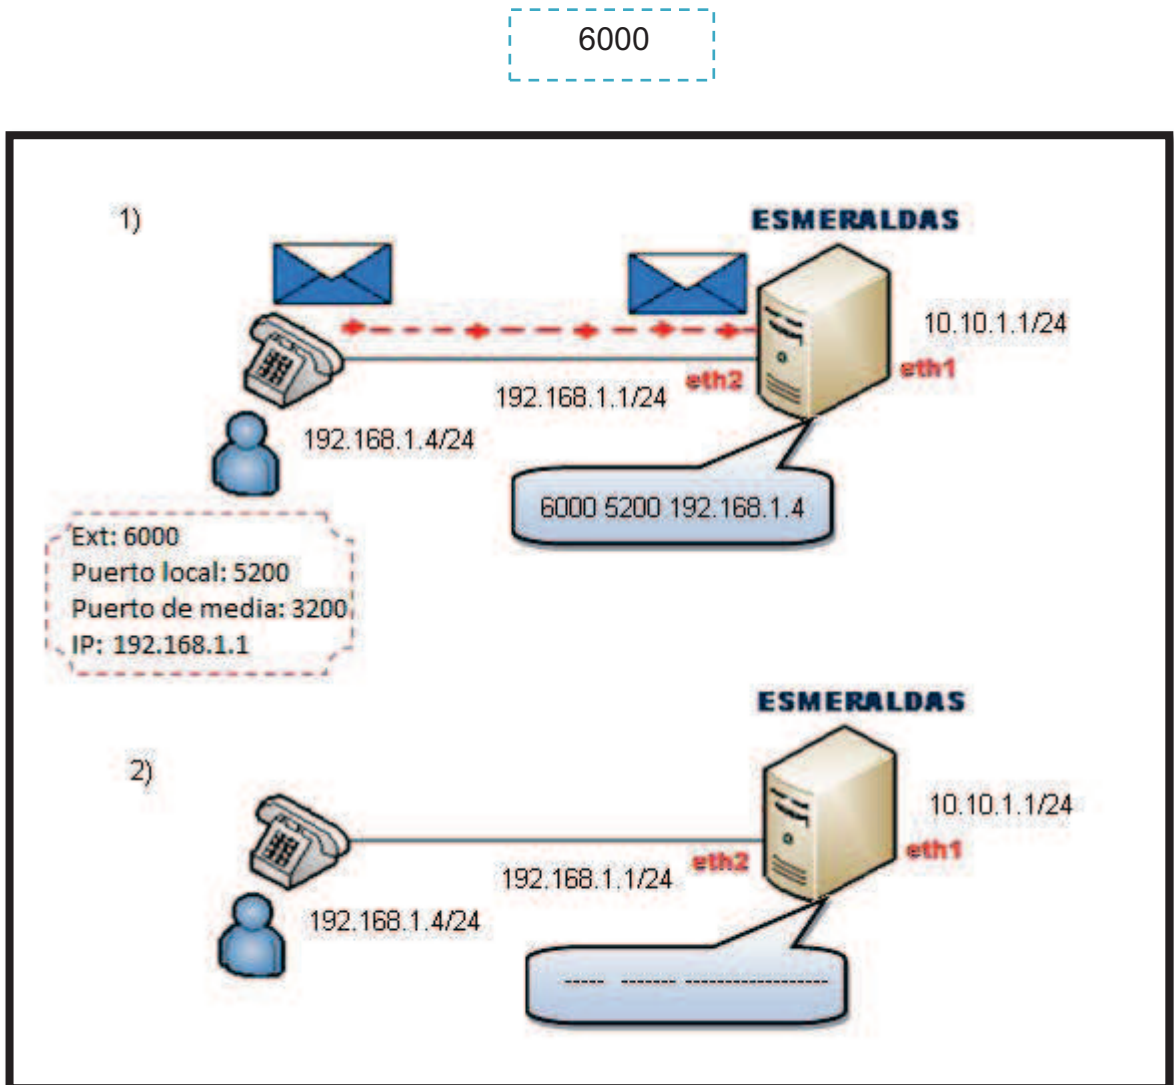 6000
1)
ESMERALDAS
10.10.1.1/24
eth1
eth2
192.168.1.1/24
192.168.1.4/24
6000 5200 192.168.1.4
Ext: 6000
Puerto local: 5200
Puerto de media: 3200
IP: 192.168.1.1
2)
ESMERALDAS
10.10.1.1/24
eth1
eth2
192.168.1.1/24
192.168.1.4/24
----- ------- -----------------